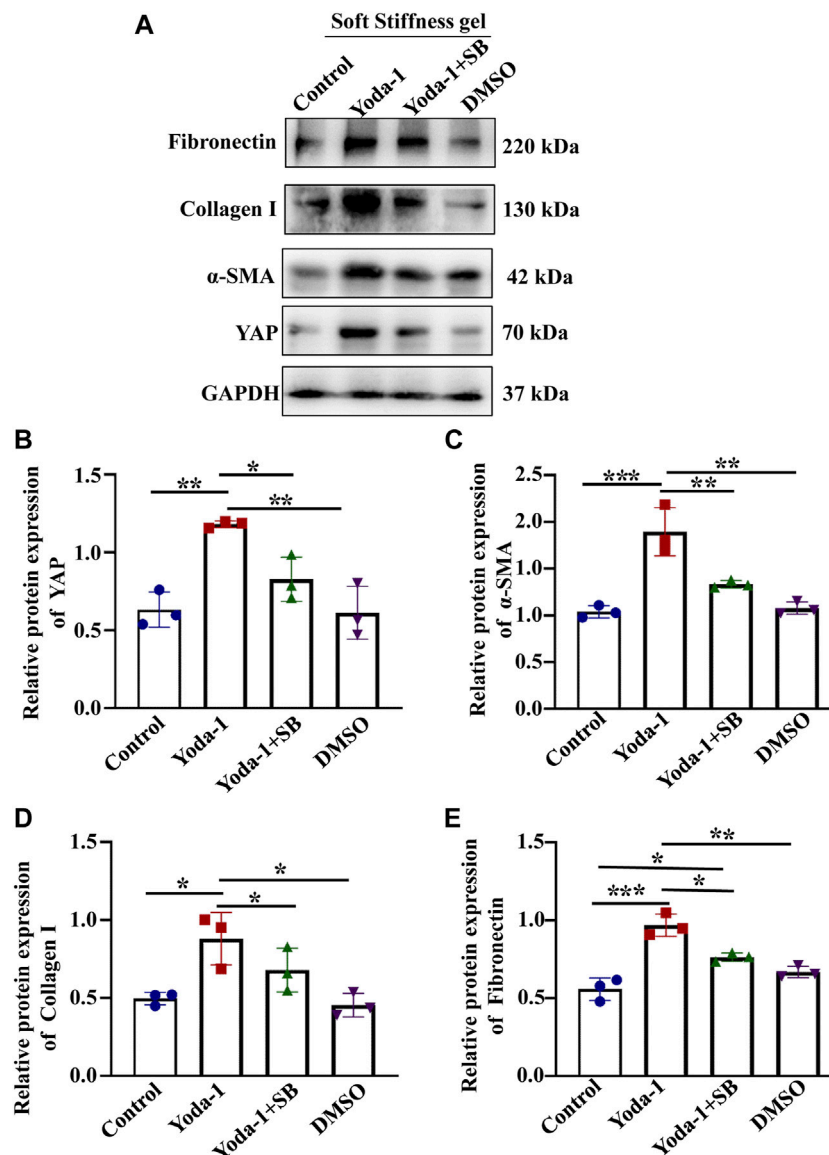 A
Soft Stiffness gel
Control Yoda-1 Yoda-1+SB DMSO
Fibronectin 220 kDa
Collagen I 130 kDa
α-SMA 42 kDa
YAP 70 kDa
GAPDH 37 kDa
B
Relative protein expression
of YAP
1.5
1.0
0.5
0.0
** * **
Control Yoda-1 Yoda-1+SB DMSO
C
Relative protein expression
of α-SMA
2.5
2.0
1.0
1.0
2.5
*** ** **
Control Yoda-1 Yoda-1+SB DMSO
D
Relative protein expression
of Collagen I
1.5
1.0
0.5
0.0
* * *
Control Yoda-1 Yoda-1+SB DMSO
E
Relative protein expression
of Fibronectin
1.5
1.0
0.5
0.0
*** * * **
Control Yoda-1 Yoda-1+SB DMSO